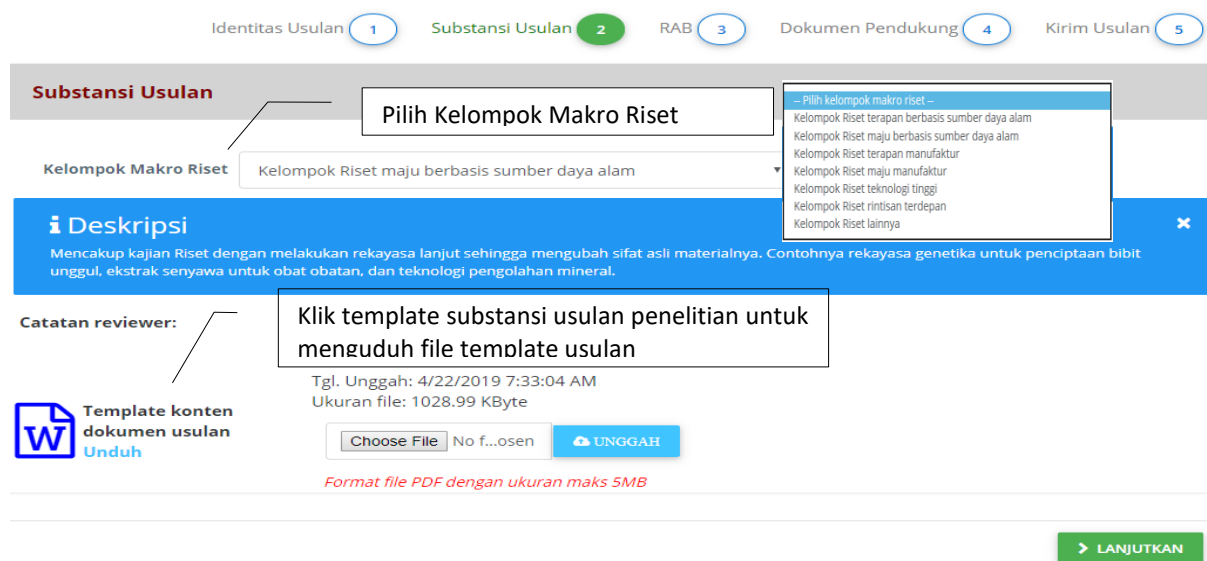 Identitas Usulan 1 Substansi Usulan 2 RAB 3 Dokumen Pendukung 4 Kirim Usulan 5
Substansi Usulan
Pilih Kelompok Makro Riset
-- Pilih kelompok makro riset --
Kelompok Riset terapan berbasis sumber daya alam
Kelompok Riset maju berbasis sumber daya alam
Kelompok Riset terapan manufaktur
Kelompok Riset maju manufaktur
Kelompok Riset teknologi tinggi
Kelompok Riset rintisan terdepan
Kelompok Riset lainnya
Kelompok Makro Riset Kelompok Riset maju berbasis sumber daya alam
i Deskripsi
Mencakup kajian Riset dengan melakukan rekayasa lanjut sehingga mengubah sifat asli materialnya. Contohnya rekayasa genetika untuk penciptaan bibit
unggul, ekstrak senyawa untuk obat obatan, dan teknologi pengolahan mineral.
Klik template substansi usulan penelitian untuk
menguduh file template usulan
Catatan reviewer:
Tgl. Unggah: 4/22/2019 7:33:04 AM
Ukuran file: 1028.99 KByte
W
Template konten
dokumen usulan
Unduh
Choose File No f...osen UNGGAH
Format file PDF dengan ukuran maks 5MB
LANJUTKAN